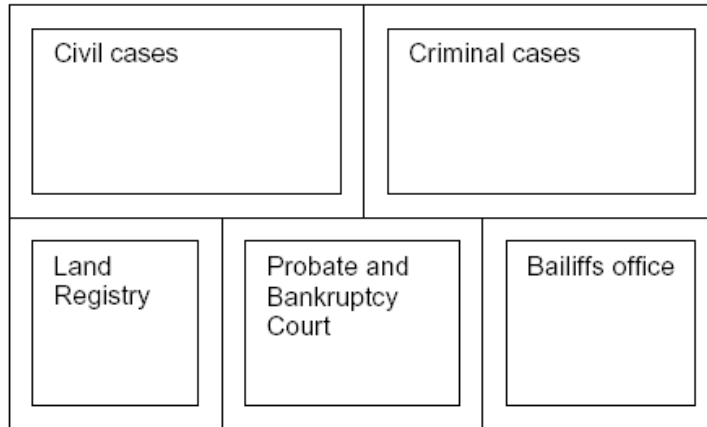 Civil cases
Criminal cases
Land
Registry
Probate and
Bankruptcy
Court
Bailiffs office